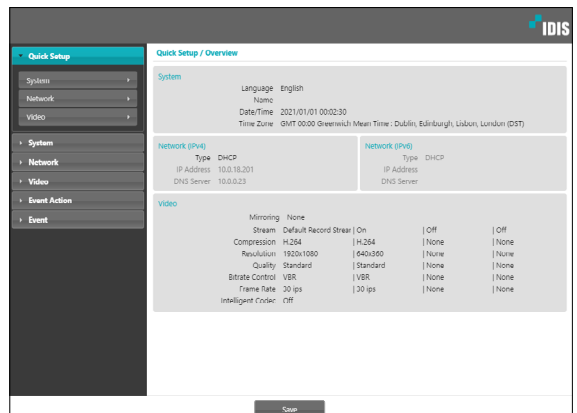 IDIS
Quick Setup
System
Network
Video
System
Network
Video
Event Action
Event
Quick Setup / Overview
System
Language English
Name
Date/Time 2021/01/01 00:02:30
Time Zone GMT 00:00 Greenwich Mean Time : Dublin, Edinburgh, Lisbon, London (DST)
Network (IPv4)
Type DHCP
IP Address 10.0.18.201
DNS Server 10.0.0.23
Network (IPv6)
Type DHCP
IP Address
DNS Server
Video
Mirroring None
Stream Default Record Strear | On | Off | Off
Compression H.264 | H.264 | None | None
Resolution 1920x1080 | 640x360 | None | None
Quality Standard | Standard | None | None
Bitrate Control VBR | VBR | None | None
Frame Rate 30 ips | 30 ips | None | None
Intelligent Codec Off
Save